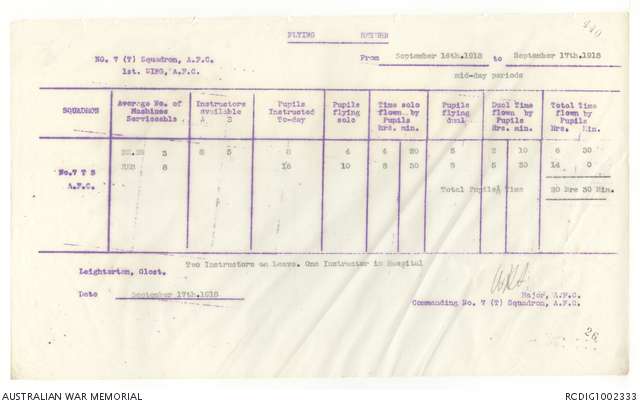 FLYING RETURN
No. 7 (T) Squadron, A.F.C.
1st. WING, A.F.C.
From September 16th.1918 to September 17th.1918
mid-day periods
SQUADRON
Average No. of Machines Serviceable
Instructors available
Pupils Instructed To-day
Pupils flying solo
Time solo flown by Pupils Hrs. min.
Pupils flying dual
Dual Time flown by Pupils Hrs. min.
Total Time flown by Pupils Hrs. Min.
No.7 T S
A.F.C.
4 4 20 2 10 6 30
6 16 10 8 30 5 30 14 0
Total Pupils Time 20 Hrs 30 Min.
Two Instructors on Leave. One Instructor in Hospital
Leighterton, Glost.
Date September 17th.1918
Major, A.F.C.
Commanding No. 7 (T) Squadron, A.F.C.
26
AUSTRALIAN WAR MEMORIAL RCDIG1002333